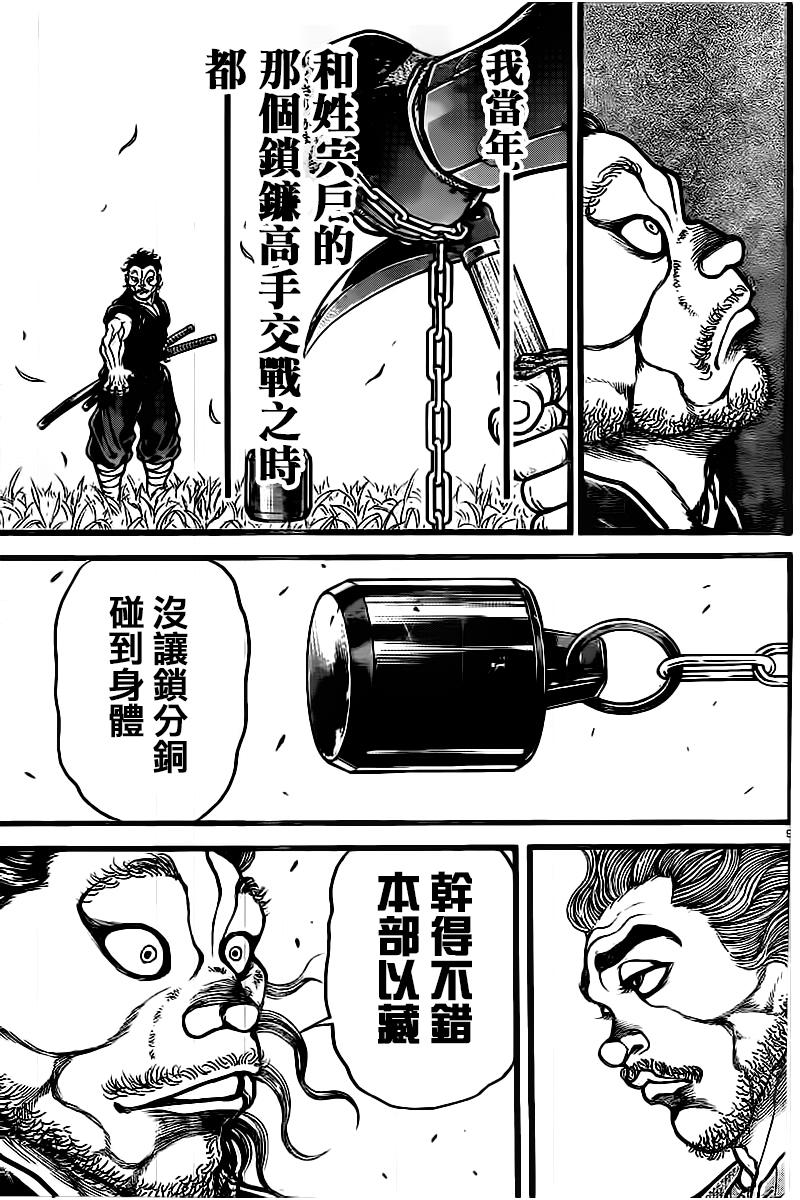 我當年——
和姓宍戶的
那個鎖鐮高手交戰之時
都——
沒讓鎖分銅
碰到身體
幹得不錯
本部以藏